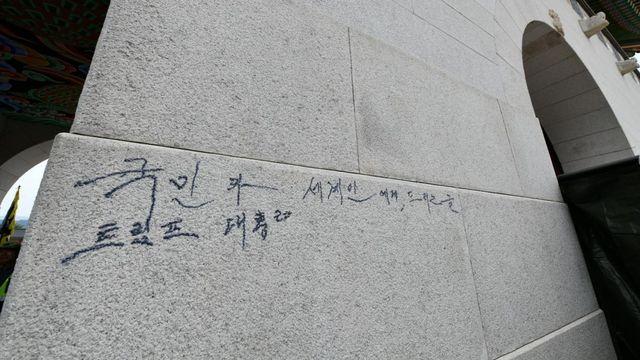 국민과 세계인에게 드리는 글
트럼프 대통령